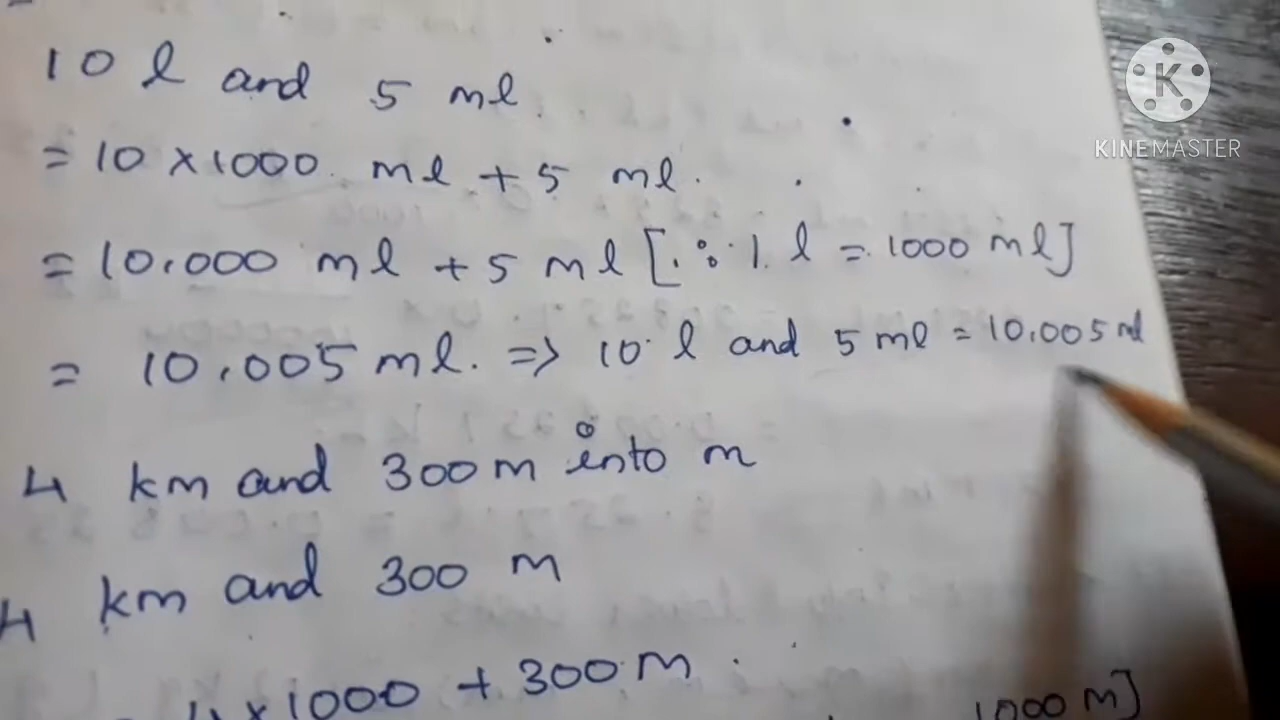 10 l and 5 ml.
= 10 × 1000 ml + 5 ml.
= 10,000 ml + 5 ml [∵ 1 l = 1000 ml]
= 10,005 ml. => 10 l and 5 ml = 10,005 ml
4 km and 300 m into m
4 km and 300 m
= 4 × 1000 + 300 m
1000 m]
K
KINEMASTER